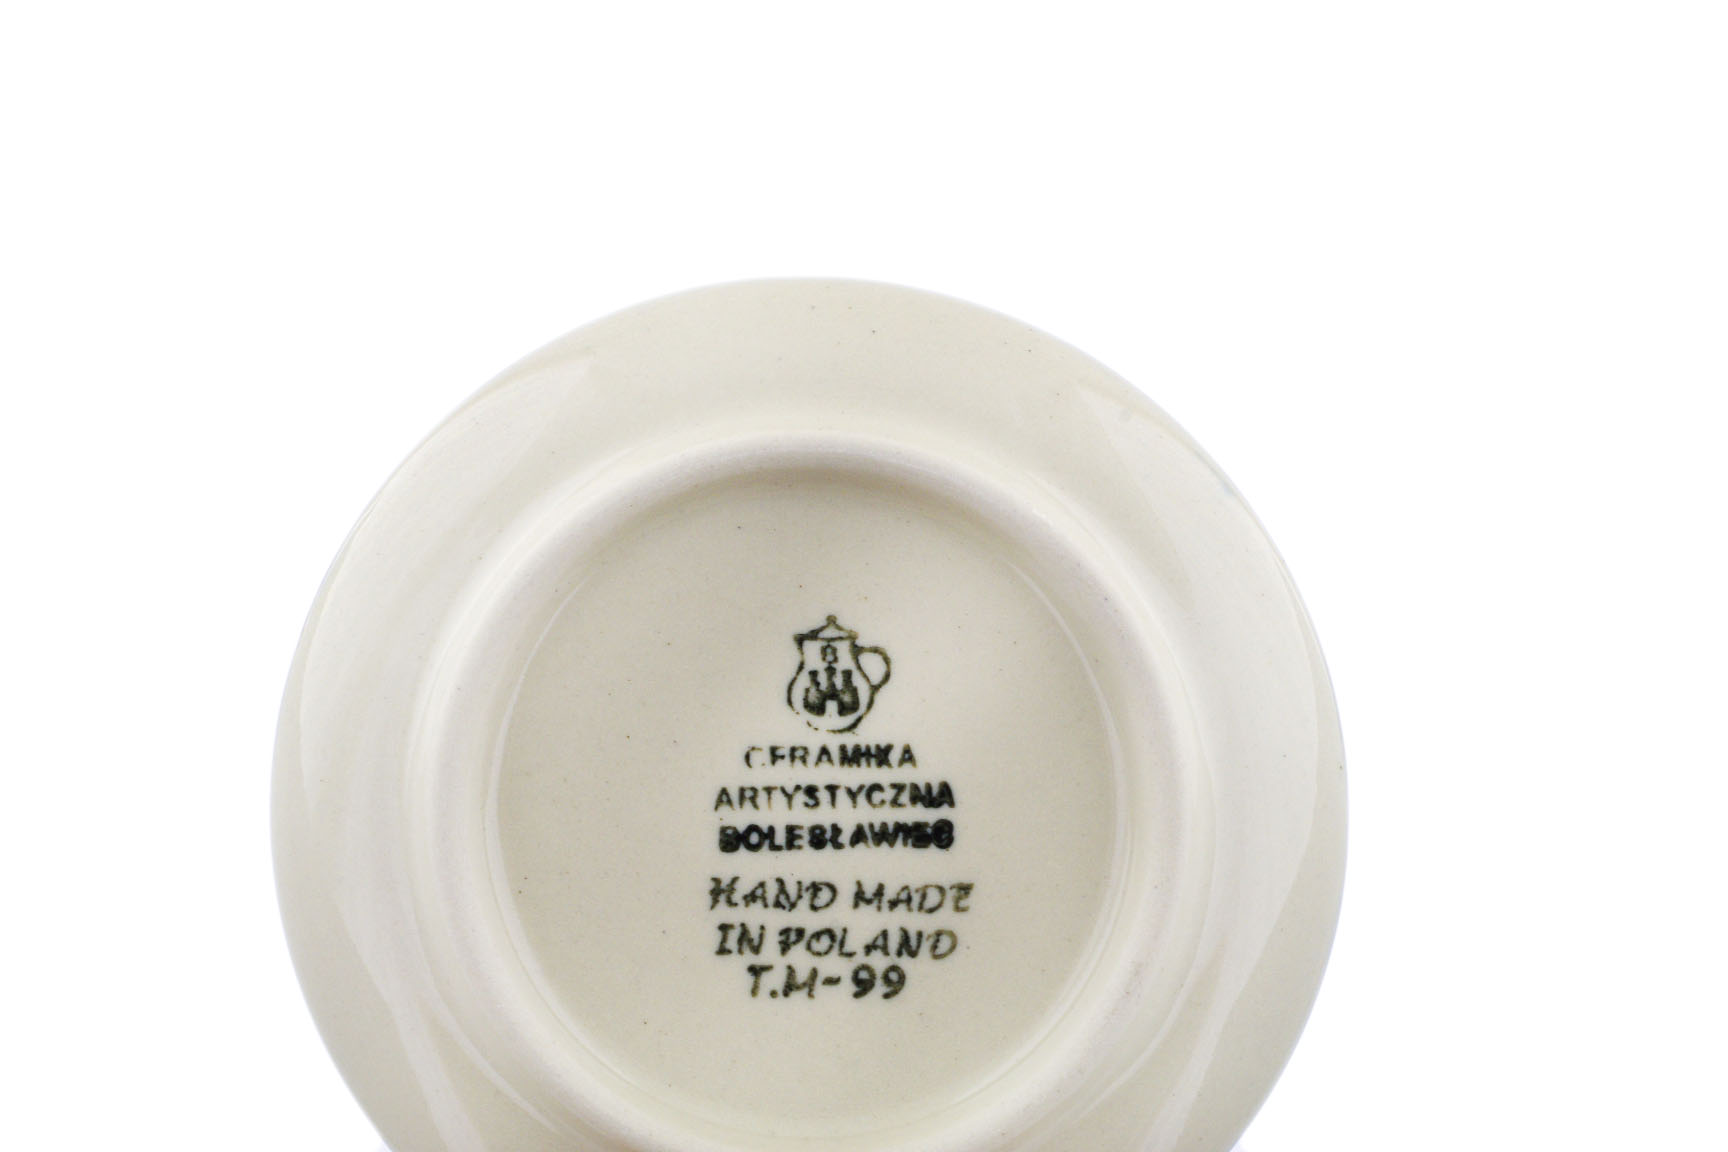 B
CERAMIKA
ARTYSTYCZNA
BOLESŁAWIEC
HAND MADE
IN POLAND
T.M-99